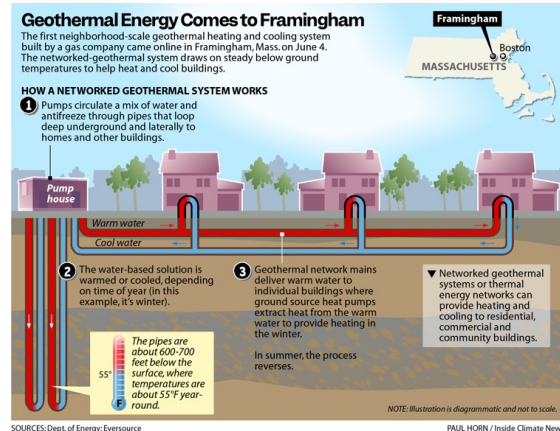 Geothermal Energy Comes to Framingham
The first neighborhood-scale geothermal heating and cooling system
built by a gas company came online in Framingham, Mass. on June 4.
The networked-geothermal system draws on steady below ground
temperatures to help heat and cool buildings.
Framingham
Boston
MASSACHUSETTS
HOW A NETWORKED GEOTHERMAL SYSTEM WORKS
1 Pumps circulate a mix of water and
antifreeze through pipes that loop
deep underground and laterally to
homes and other buildings.
Pump
house
Warm water
Cool water
2 The water-based solution is
warmed or cooled, depending
on time of year (in this
example, it's winter).
3 Geothermal network mains
deliver warm water to
individual buildings where
ground source heat pumps
extract heat from the warm
water to provide heating in
the winter.
In summer, the process
reverses.
▼ Networked geothermal
systems or thermal
energy networks can
provide heating and
cooling to residential,
commercial and
community buildings.
The pipes are
about 600-700
feet below the
surface, where
temperatures are
about 55°F year-
round.
55°
F
NOTE: Illustration is diagrammatic and not to scale.
SOURCES: Dept. of Energy; Eversource
PAUL HORN / Inside Climate New